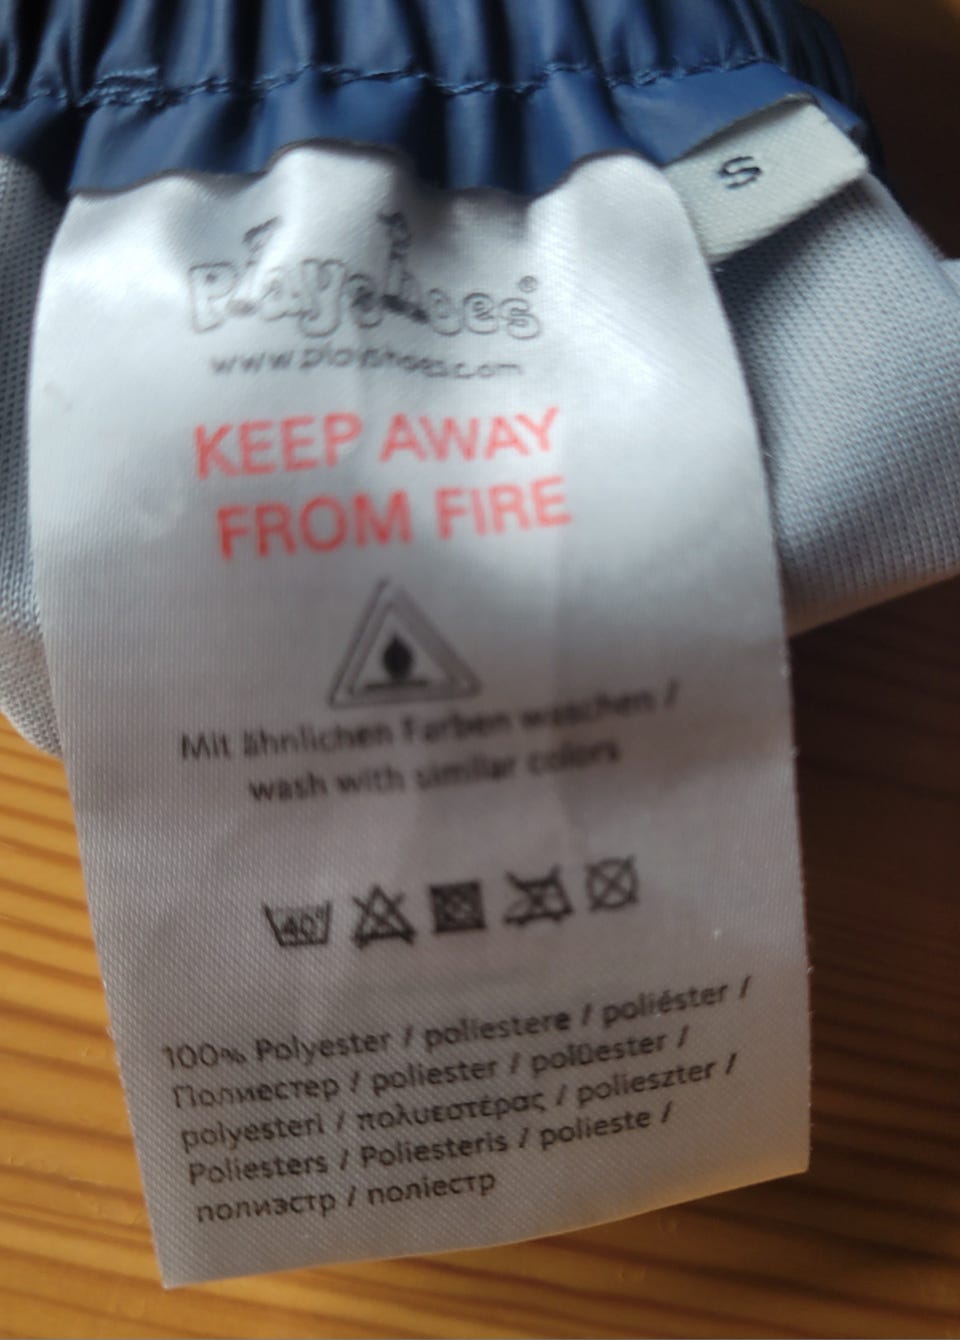 S
Playshoes®
www.playshoes.com
KEEP AWAY
FROM FIRE
Mit ähnlichen Farben waschen /
wash with similar colors
40°
100% Polyester / poliestere / poliéster /
Полиестер / poliester / polüester /
polyesteri / πολυεστέρας / polieszter /
Poliesters / Poliesteris / polieste /
полиэстр / поліестр